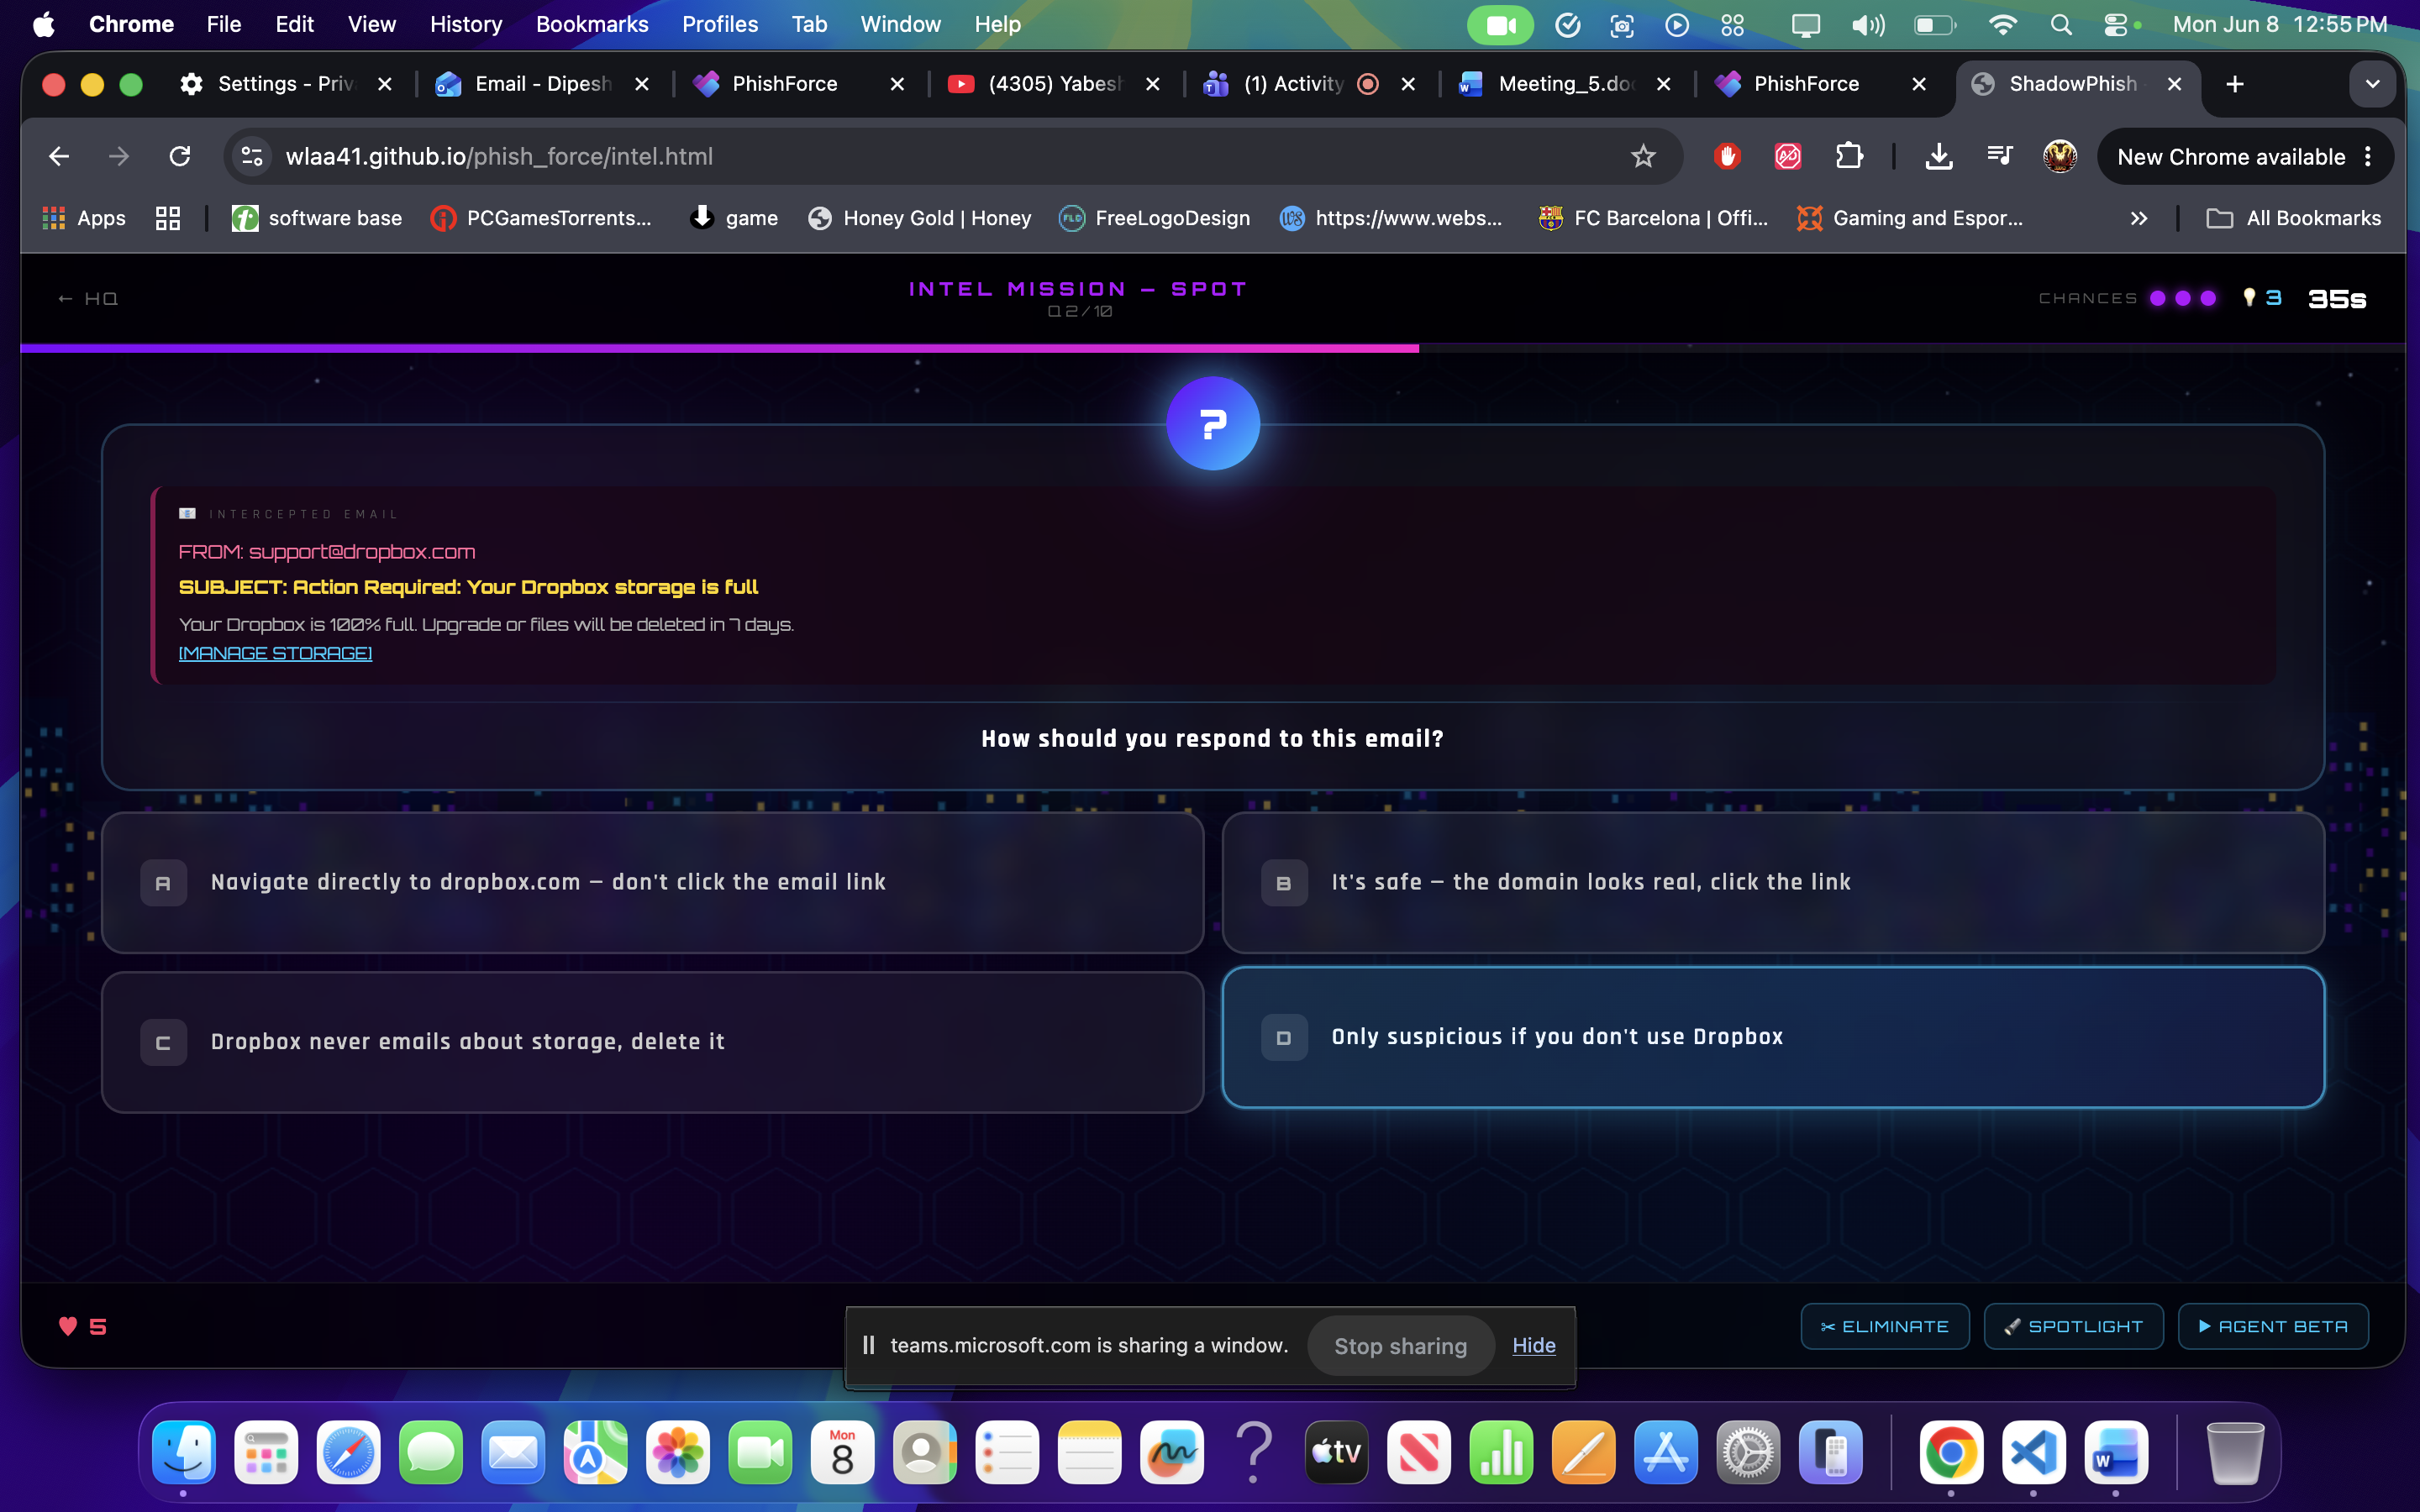 Chrome File Edit View History Bookmarks Profiles Tab Window Help Mon Jun 8 12:55 PM
Settings - Priv Email - Dipesh PhishForce (4305) Yabesh (1) Activity Meeting_5.doc PhishForce ShadowPhish
wlaa41.github.io/phish_force/intel.html New Chrome available
Apps software base PCGamesTorrents... game Honey Gold | Honey FreeLogoDesign https://www.webs... FC Barcelona | Offi... Gaming and Espor... All Bookmarks
← HQ INTEL MISSION — SPOT CHANCES 3 35s
Q 2/10
?
INTERCEPTED EMAIL
FROM: support@dropbox.com
SUBJECT: Action Required: Your Dropbox storage is full
Your Dropbox is 100% full. Upgrade or files will be deleted in 7 days.
[MANAGE STORAGE]
How should you respond to this email?
A Navigate directly to dropbox.com — don't click the email link
B It's safe — the domain looks real, click the link
C Dropbox never emails about storage, delete it
D Only suspicious if you don't use Dropbox
♥ 5 ✂ ELIMINATE SPOTLIGHT ▶ AGENT BETA
teams.microsoft.com is sharing a window. Stop sharing Hide
Mon
8
tv